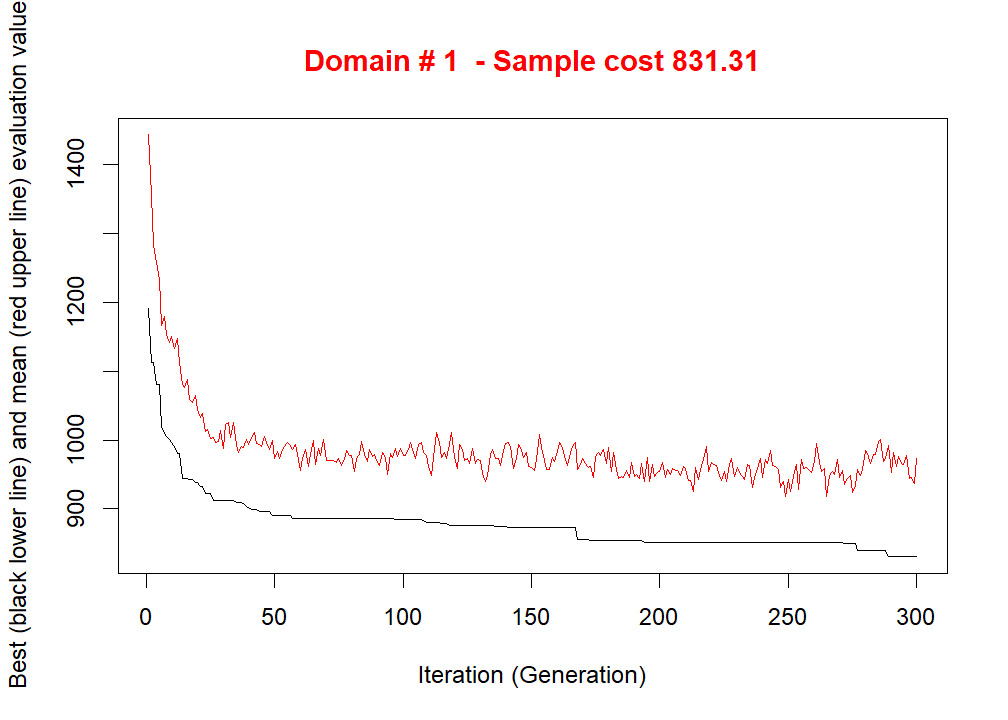 Domain # 1  - Sample cost 831.31
Best (black lower line) and mean (red upper line) evaluation value
1400
1200
1000
900
0 50 100 150 200 250 300
Iteration (Generation)